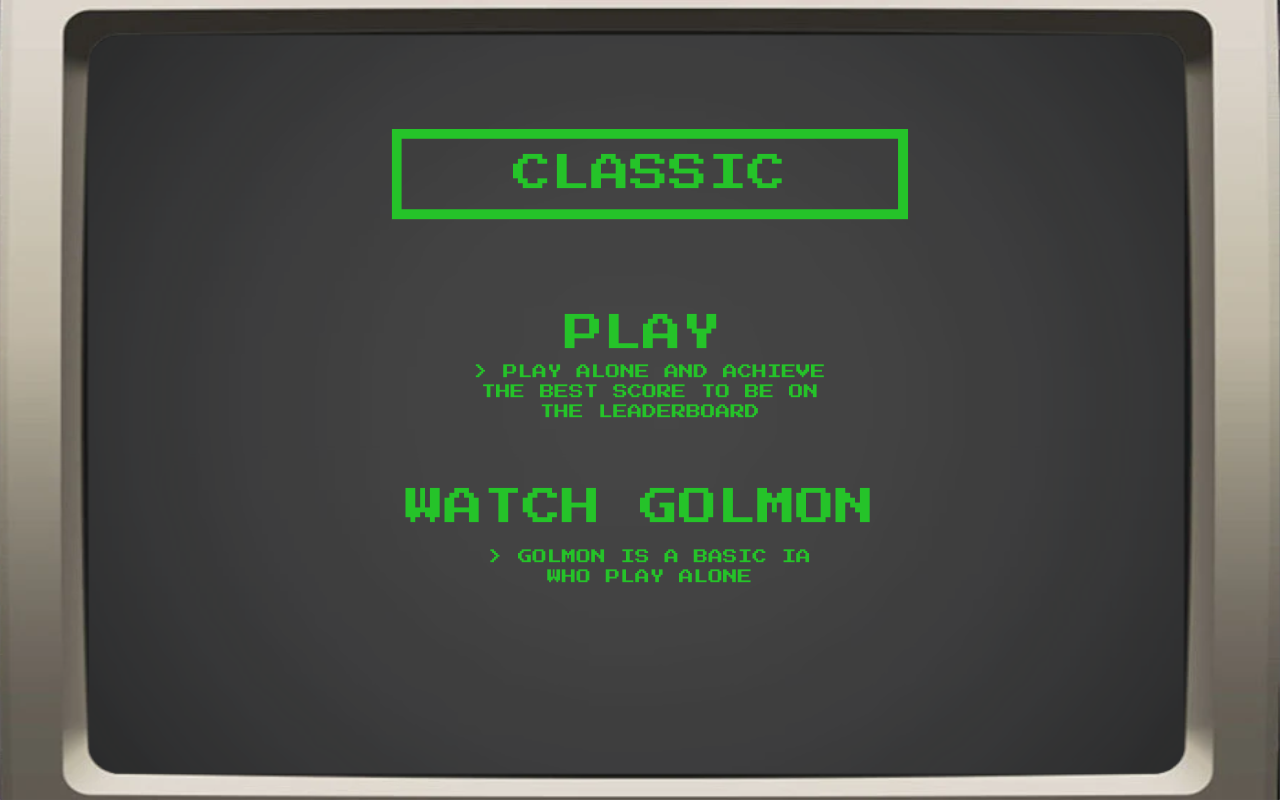 CLASSIC
PLAY
> PLAY ALONE AND ACHIEVE
THE BEST SCORE TO BE ON
THE LEADERBOARD
WATCH GOLMON
> GOLMON IS A BASIC IA
WHO PLAY ALONE